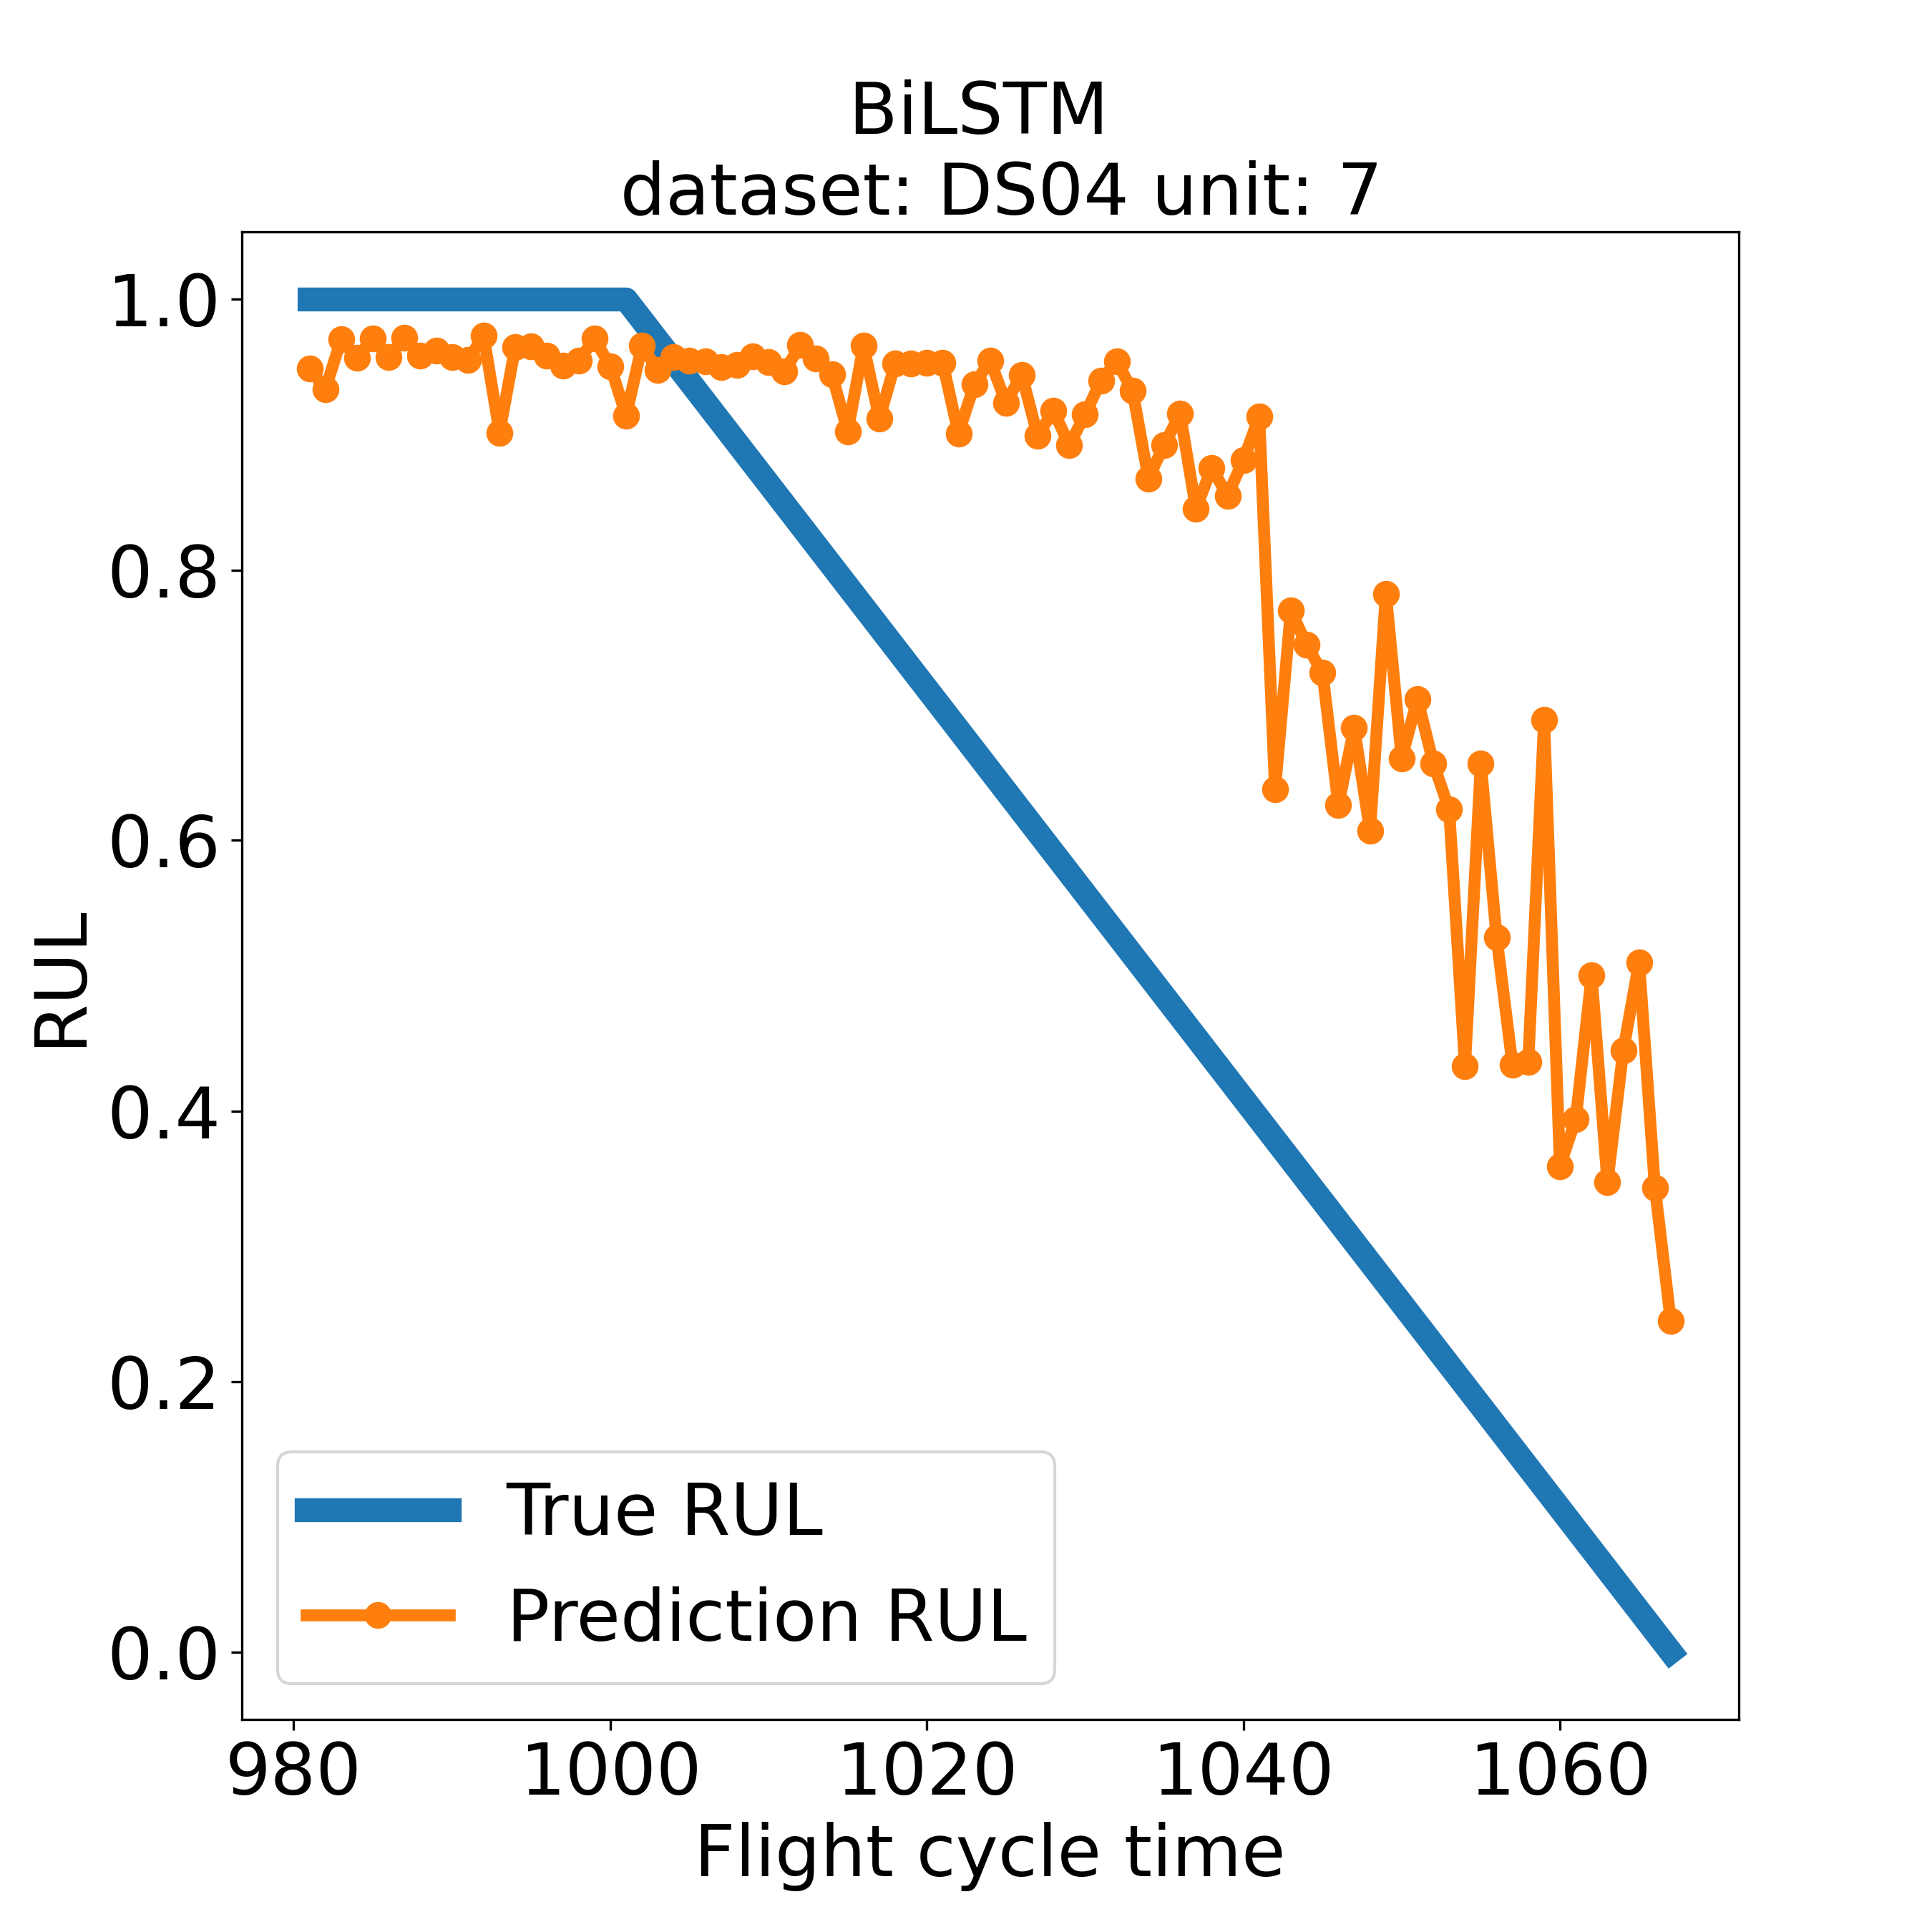 BiLSTM
dataset: DS04 unit: 7
1.0
0.8
0.6
0.4
0.2
0.0
RUL
True RUL
Prediction RUL
980 1000 1020 1040 1060
Flight cycle time